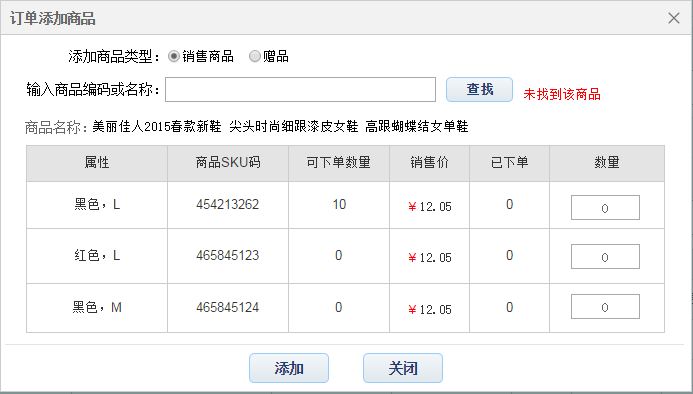 订单添加商品
添加商品类型： 销售商品 赠品
输入商品编码或名称： 查找 未找到该商品
商品名称： 美丽佳人2015春款新鞋 尖头时尚细跟漆皮女鞋 高跟蝴蝶结女单鞋
属性 商品SKU码 可下单数量 销售价 已下单 数量
黑色，L 454213262 10 ￥12.05 0 0
红色，L 465845123 0 ￥12.05 0 0
黑色，M 465845124 0 ￥12.05 0 0
添加 关闭